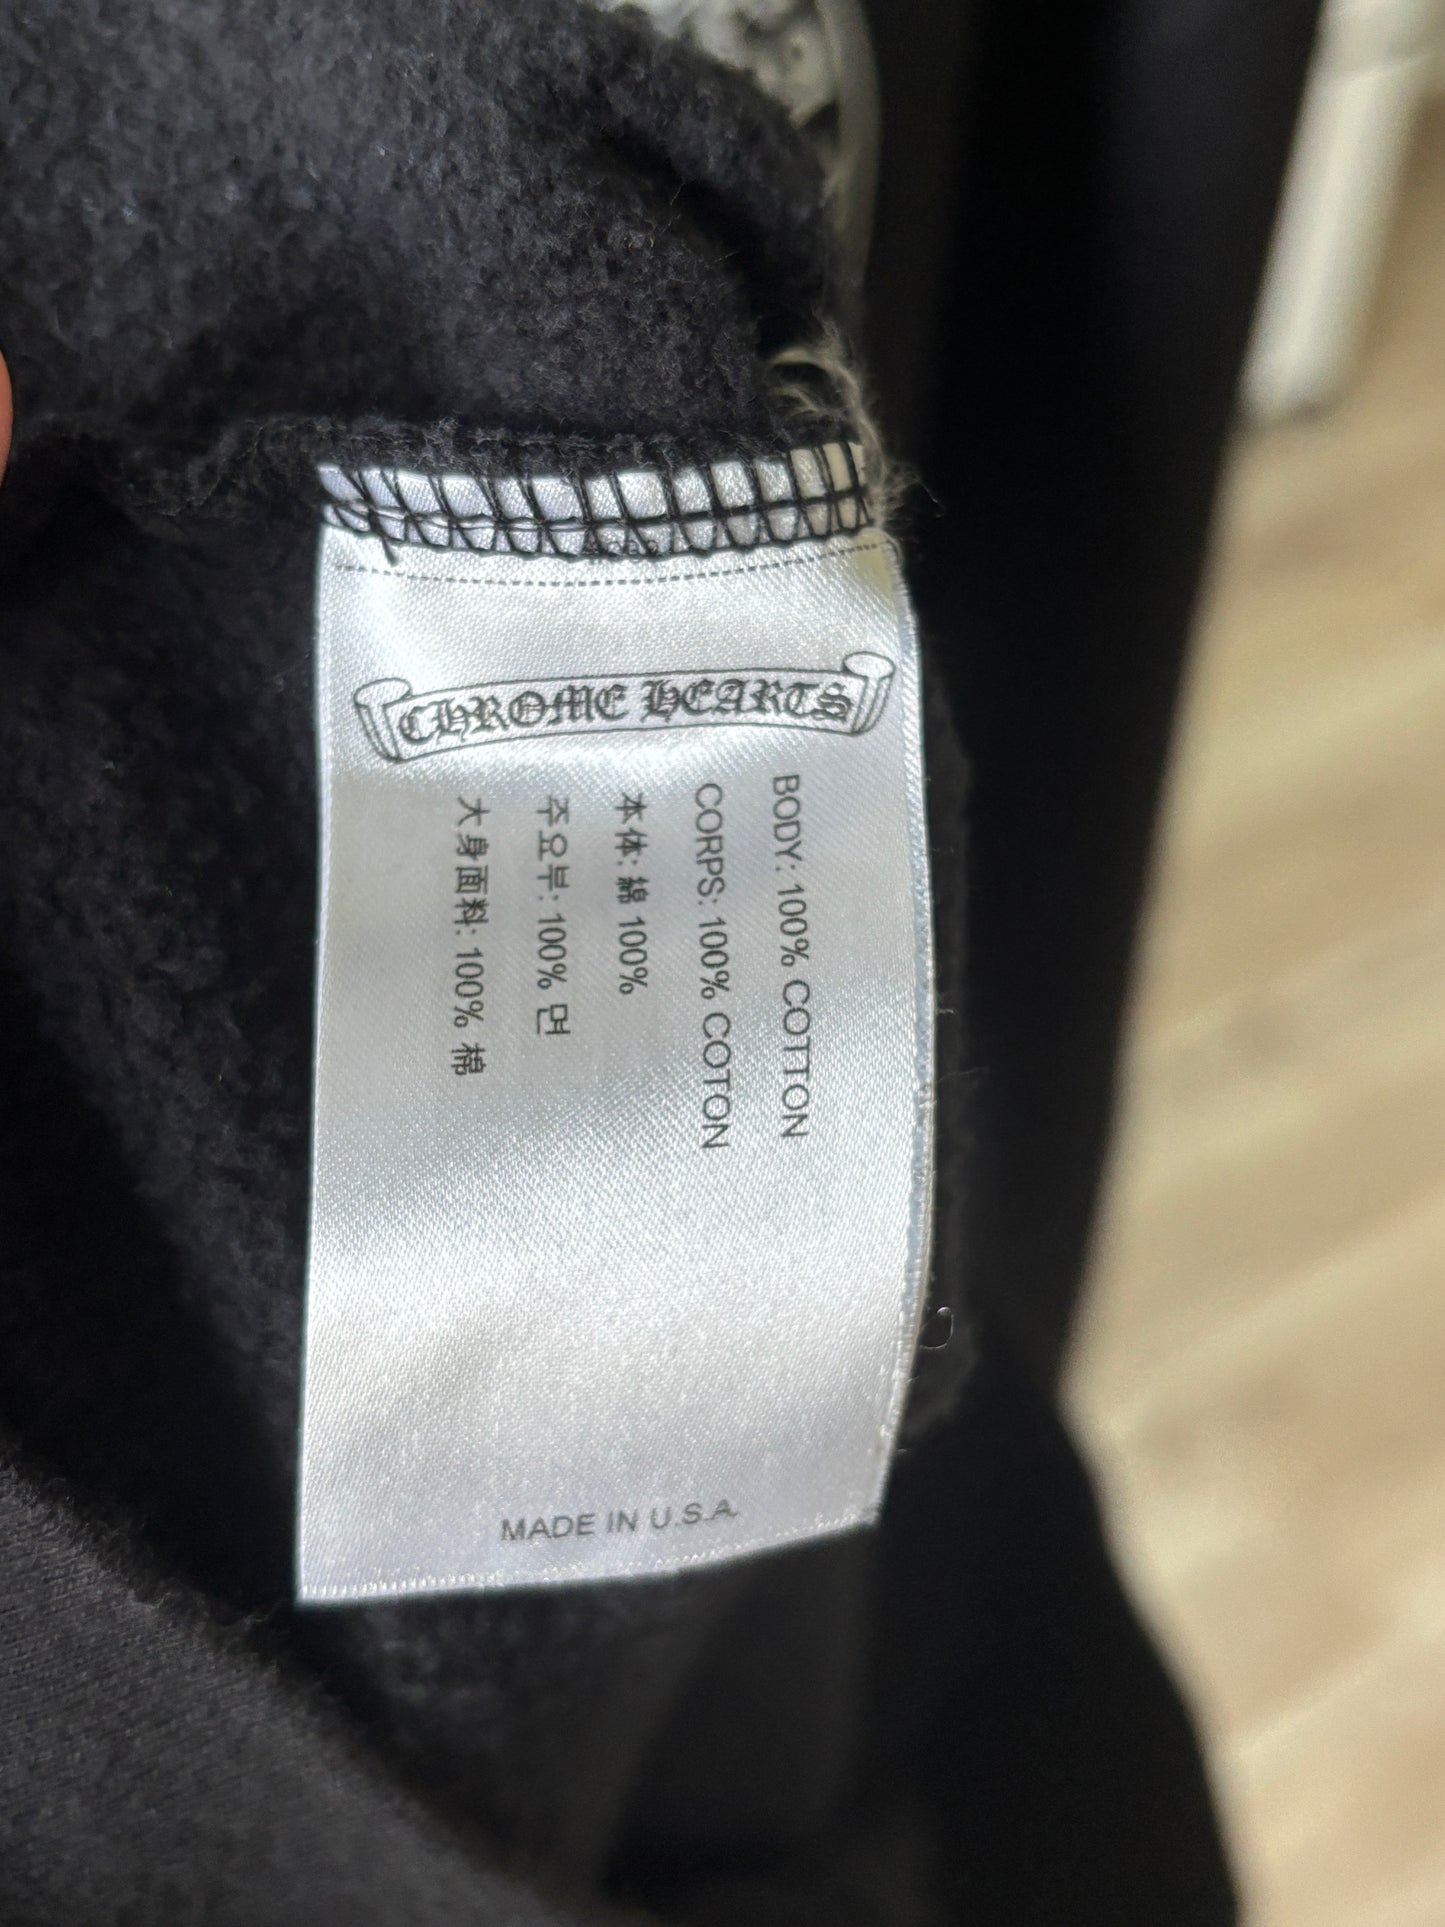 CHROME HEARTS
BODY: 100% COTTON
CORPS: 100% COTON
本体: 綿 100%
주요부: 100% 면
大身面料: 100% 棉
MADE IN U.S.A.